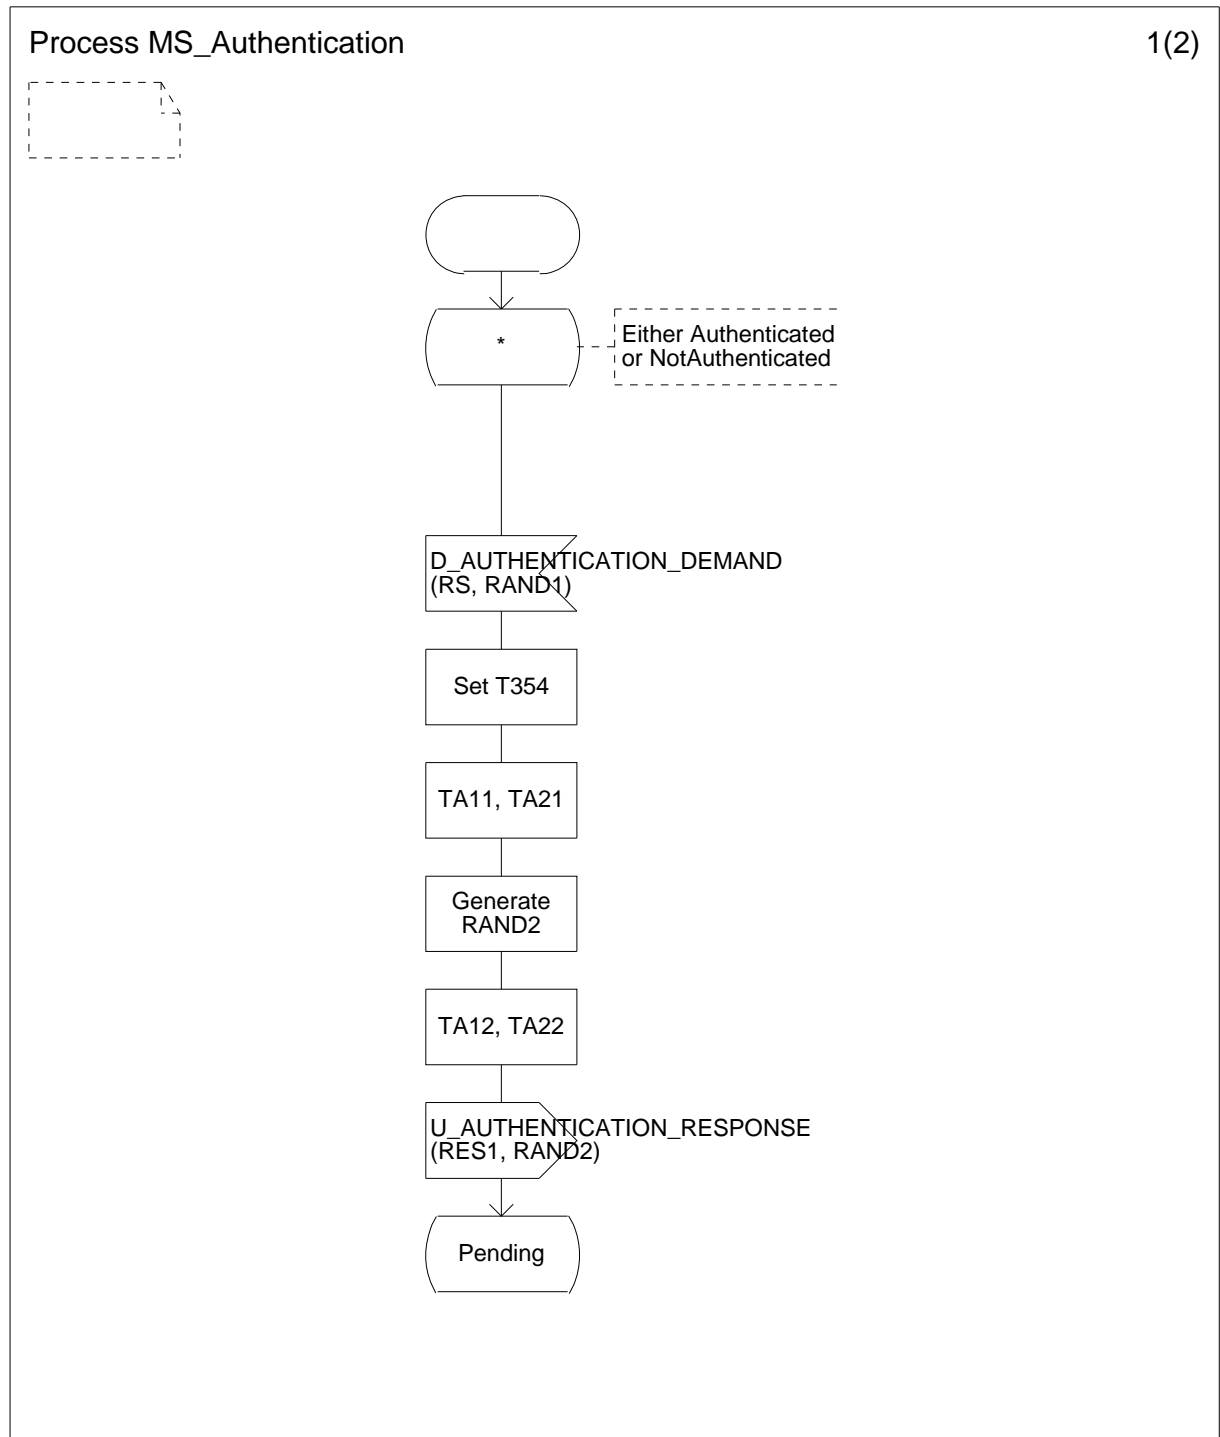 Process MS_Authentication
1(2)
*
Either Authenticated
or NotAuthenticated
D_AUTHENTICATION_DEMAND
(RS, RAND1)
Set T354
TA11, TA21
Generate
RAND2
TA12, TA22
U_AUTHENTICATION_RESPONSE
(RES1, RAND2)
Pending